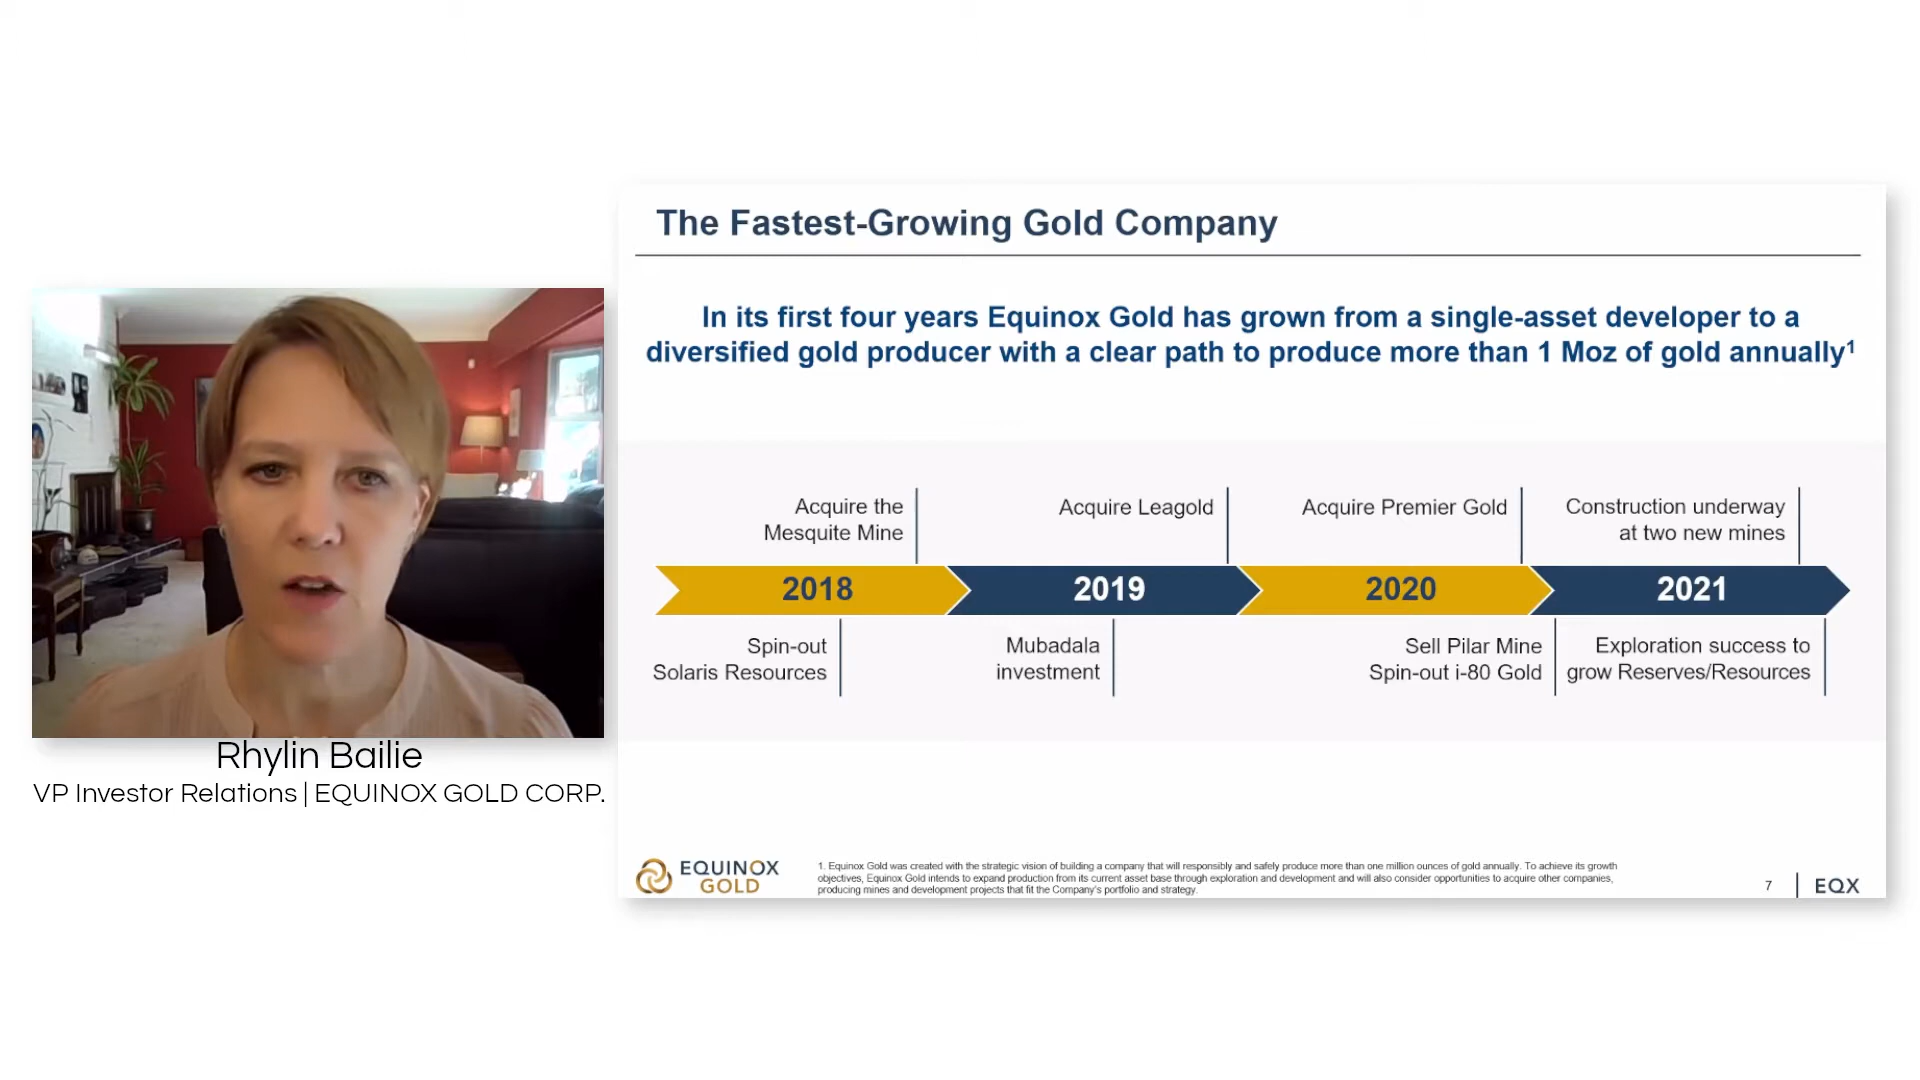 The Fastest-Growing Gold Company
In its first four years Equinox Gold has grown from a single-asset developer to a
diversified gold producer with a clear path to produce more than 1 Moz of gold annually¹
Acquire the
Mesquite Mine
Acquire Leagold
Acquire Premier Gold
Construction underway
at two new mines
2018
2019
2020
2021
Spin-out
Solaris Resources
Mubadala
investment
Sell Pilar Mine
Spin-out i-80 Gold
Exploration success to
grow Reserves/Resources
Rhylin Bailie
VP Investor Relations | EQUINOX GOLD CORP.
EQUINOX
GOLD
1. Equinox Gold was created with the strategic vision of building a company that will responsibly and safely produce more than one million ounces of gold annually. To achieve its growth
objectives, Equinox Gold intends to expand production from its current asset base through exploration and development and will also consider opportunities to acquire other companies,
producing mines and development projects that fit the Company's portfolio and strategy.
7 | EQX